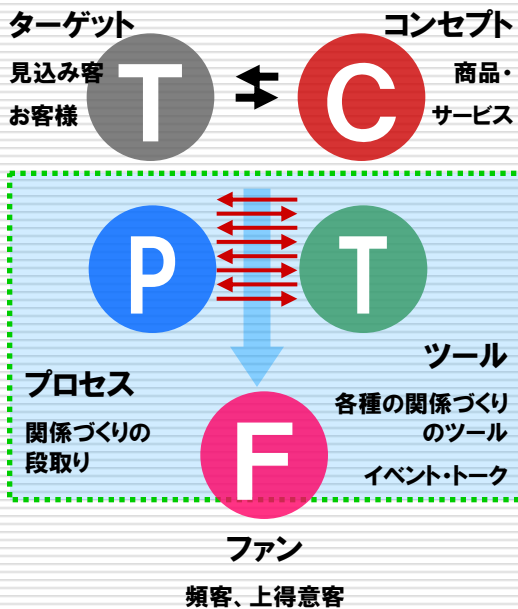 ターゲット
見込み客
お客様
T
コンセプト
商品・
サービス
C
P
T
プロセス
関係づくりの
段取り
ツール
各種の関係づくり
のツール
イベント・トーク
F
ファン
頻客、上得意客